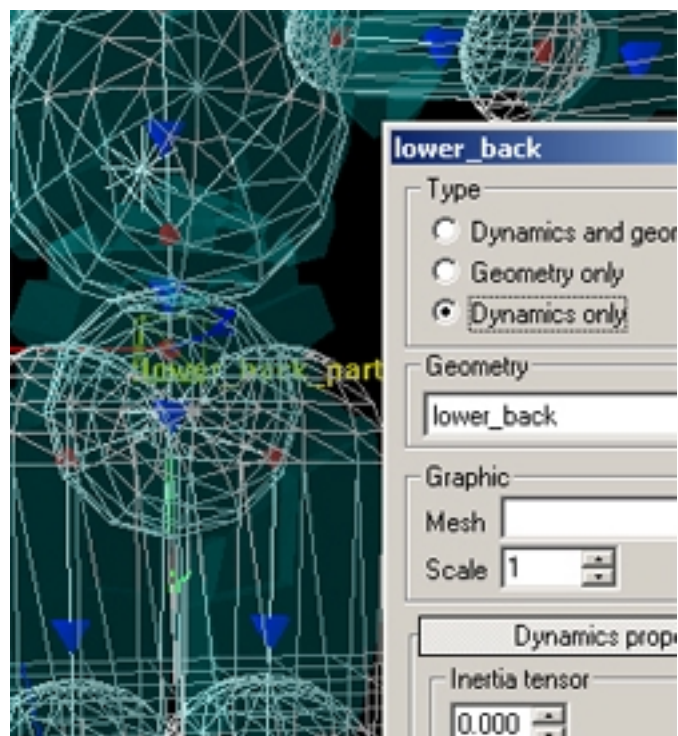 lower_back
Type
Dynamics and geor
Geometry only
Dynamics only
lower_back_part
Geometry
lower_back
Graphic
Mesh
Scale 1
Dynamics prope
Inertia tensor
0.000